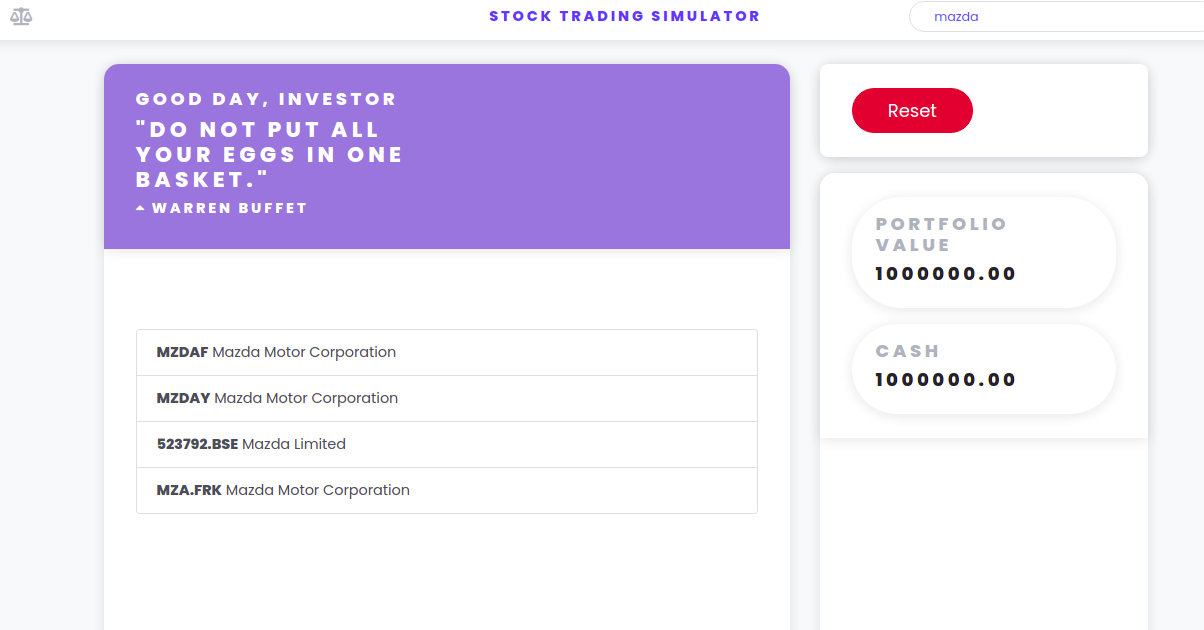 STOCK TRADING SIMULATOR
mazda
GOOD DAY, INVESTOR
"DO NOT PUT ALL
YOUR EGGS IN ONE
BASKET."
WARREN BUFFET
MZDAF Mazda Motor Corporation
MZDAY Mazda Motor Corporation
523792.BSE Mazda Limited
MZA.FRK Mazda Motor Corporation
Reset
PORTFOLIO
VALUE
1000000.00
CASH
1000000.00